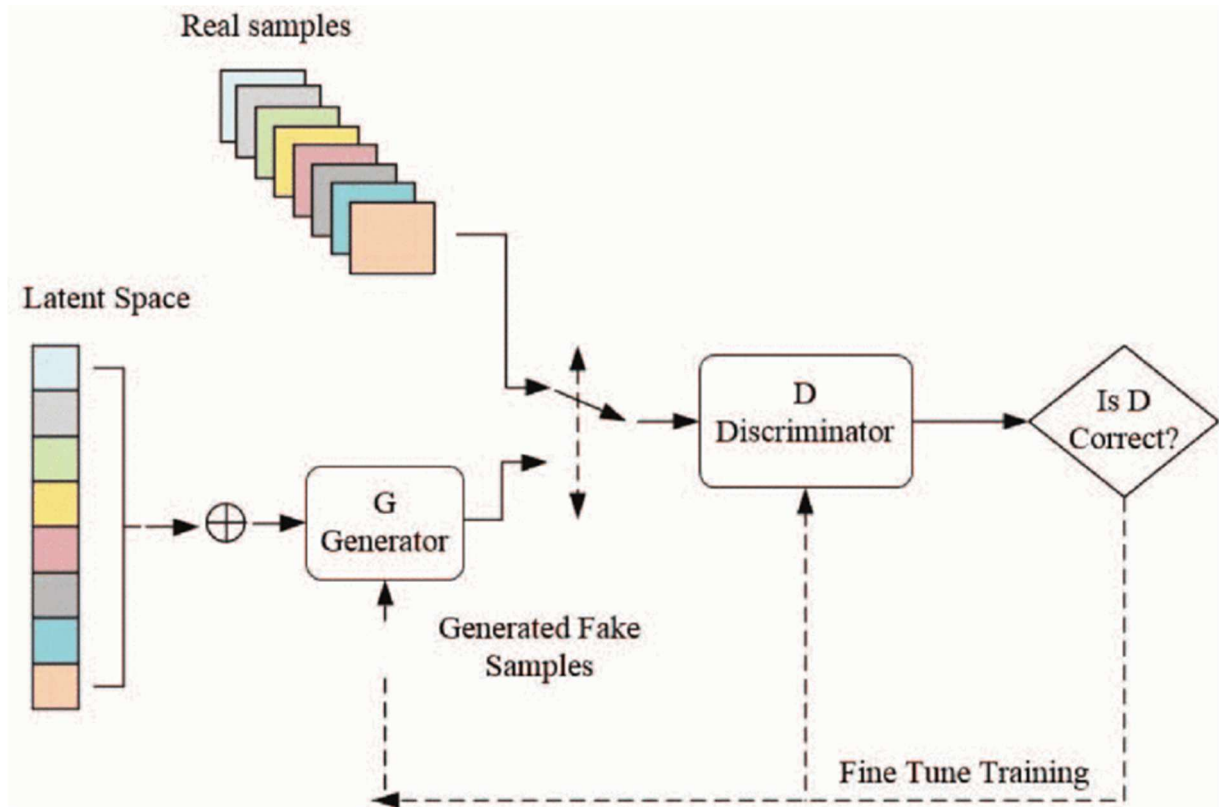 Real samples
Latent Space
G
Generator
D
Discriminator
Is D
Correct?
Generated Fake
Samples
Fine Tune Training